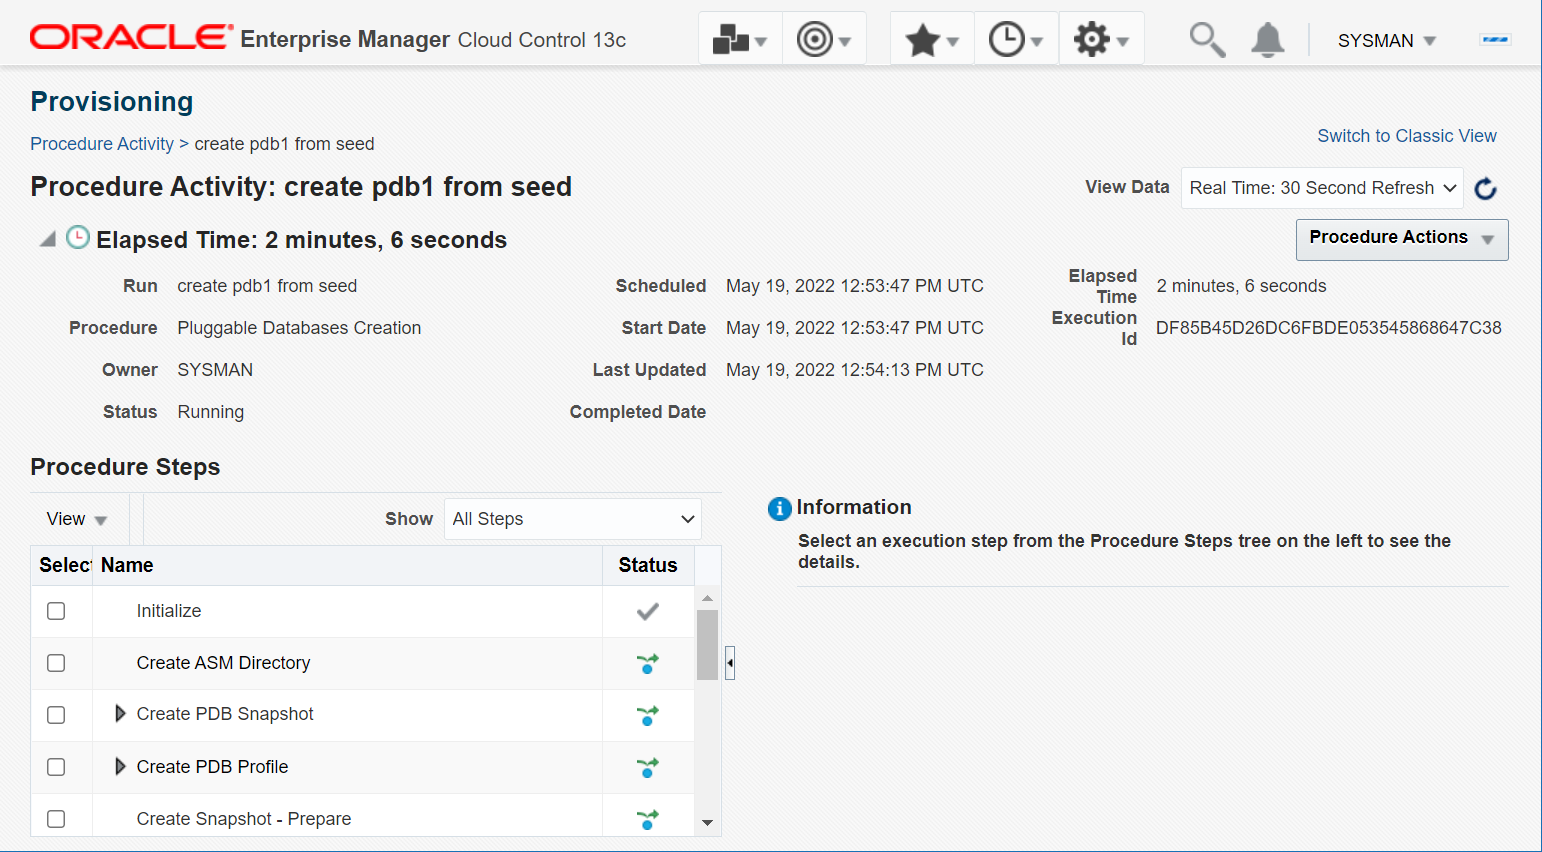 ORACLE Enterprise Manager Cloud Control 13c
SYSMAN
Provisioning
Procedure Activity > create pdb1 from seed
Switch to Classic View
Procedure Activity: create pdb1 from seed
View Data Real Time: 30 Second Refresh
Elapsed Time: 2 minutes, 6 seconds
Procedure Actions
Run create pdb1 from seed
Procedure Pluggable Databases Creation
Owner SYSMAN
Status Running
Scheduled May 19, 2022 12:53:47 PM UTC
Start Date May 19, 2022 12:53:47 PM UTC
Last Updated May 19, 2022 12:54:13 PM UTC
Completed Date
Elapsed
Time 2 minutes, 6 seconds
Execution
Id DF85B45D26DC6FBDE053545868647C38
Procedure Steps
View Show All Steps
Select Name Status
Initialize
Create ASM Directory
Create PDB Snapshot
Create PDB Profile
Create Snapshot - Prepare
Information
Select an execution step from the Procedure Steps tree on the left to see the
details.